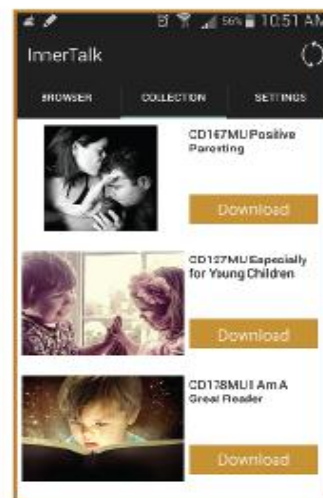 56% 10:51 AM
InnerTalk
BROWSER COLLECTION SETTINGS
CD167MU Positive
Parenting
Download
CD127MU Especially
for Young Children
Download
CD178MU I Am A
Great Reader
Download